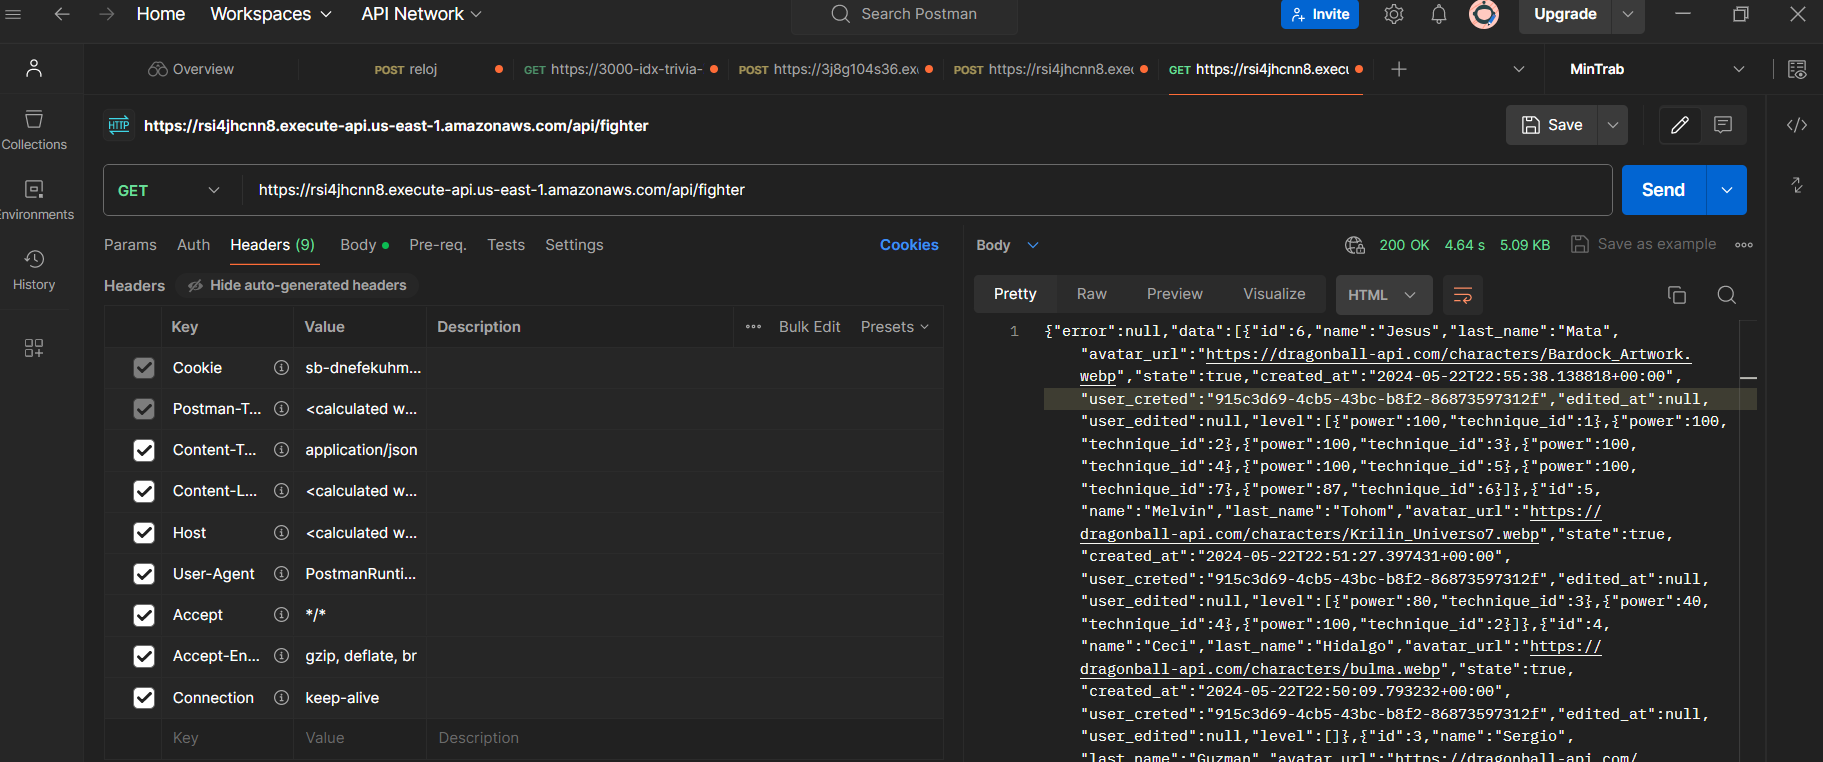 Home Workspaces API Network Search Postman Invite Upgrade
Overview POST reloj GET https://3000-idx-trivia- POST https://3j8g104s36.exe POST https://rsi4jhcnn8.exec GET https://rsi4jhcnn8.execu MinTrab
HTTP https://rsi4jhcnn8.execute-api.us-east-1.amazonaws.com/api/fighter Save
Collections
GET https://rsi4jhcnn8.execute-api.us-east-1.amazonaws.com/api/fighter Send
nvironments
History
Params Auth Headers (9) Body Pre-req. Tests Settings Cookies
Headers Hide auto-generated headers
Key Value Description Bulk Edit Presets
Cookie sb-dnefekuhm...
Postman-T... <calculated w...
Content-T... application/json
Content-L... <calculated w...
Host <calculated w...
User-Agent PostmanRunti...
Accept */*
Accept-En... gzip, deflate, br
Connection keep-alive
Key Value Description
Body 200 OK 4.64 s 5.09 KB Save as example
Pretty Raw Preview Visualize HTML
1 {"error":null,"data":[{"id":6,"name":"Jesus","last_name":"Mata",
"avatar_url":"https://dragonball-api.com/characters/Bardock_Artwork.
webp","state":true,"created_at":"2024-05-22T22:55:38.138818+00:00",
"user_creted":"915c3d69-4cb5-43bc-b8f2-86873597312f","edited_at":null,
"user_edited":null,"level":[{"power":100,"technique_id":1},{"power":100,
"technique_id":2},{"power":100,"technique_id":3},{"power":100,
"technique_id":4},{"power":100,"technique_id":5},{"power":100,
"technique_id":7},{"power":87,"technique_id":6}]},{"id":5,
"name":"Melvin","last_name":"Tohom","avatar_url":"https://
dragonball-api.com/characters/Krilin_Universo7.webp","state":true,
"created_at":"2024-05-22T22:51:27.397431+00:00",
"user_creted":"915c3d69-4cb5-43bc-b8f2-86873597312f","edited_at":null,
"user_edited":null,"level":[{"power":80,"technique_id":3},{"power":40,
"technique_id":4},{"power":100,"technique_id":2}]},{"id":4,
"name":"Ceci","last_name":"Hidalgo","avatar_url":"https://
dragonball-api.com/characters/bulma.webp","state":true,
"created_at":"2024-05-22T22:50:09.793232+00:00",
"user_creted":"915c3d69-4cb5-43bc-b8f2-86873597312f","edited_at":null,
"user_edited":null,"level":[]},{"id":3,"name":"Sergio",
"last_name":"Guzman","avatar_url":"https://dragonball-api.com/